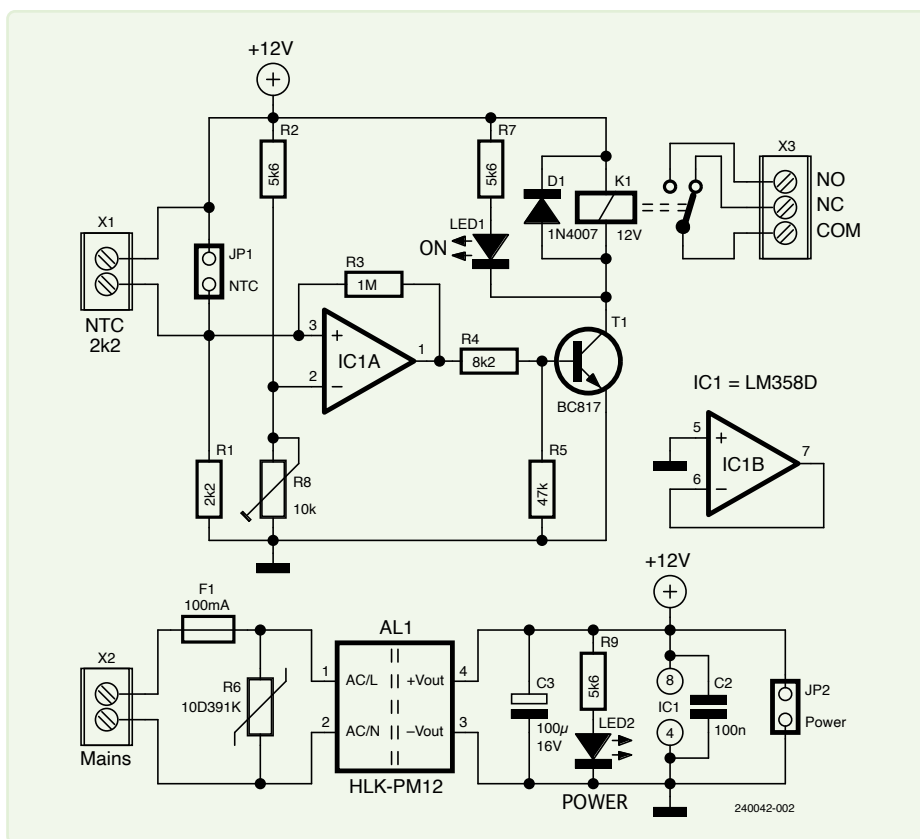 +12V
R2
5k6
R7
5k6
X1
JP1
NTC
NTC
2k2
R3
1M
3
+
IC1A
1
2
−
LED1
ON
D1
1N4007
K1
12V
X3
NO
NC
COM
R4
8k2
T1
BC817
IC1 = LM358D
5
+
IC1B
7
6
−
R1
2k2
R8
10k
R5
47k
F1
100mA
X2
Mains
R6
10D391K
AL1
1
AC/L
+Vout
4
2
AC/N
−Vout
3
HLK-PM12
C3
100µ
16V
R9
5k6
LED2
POWER
+12V
8
IC1
4
C2
100n
JP2
Power
240042-002